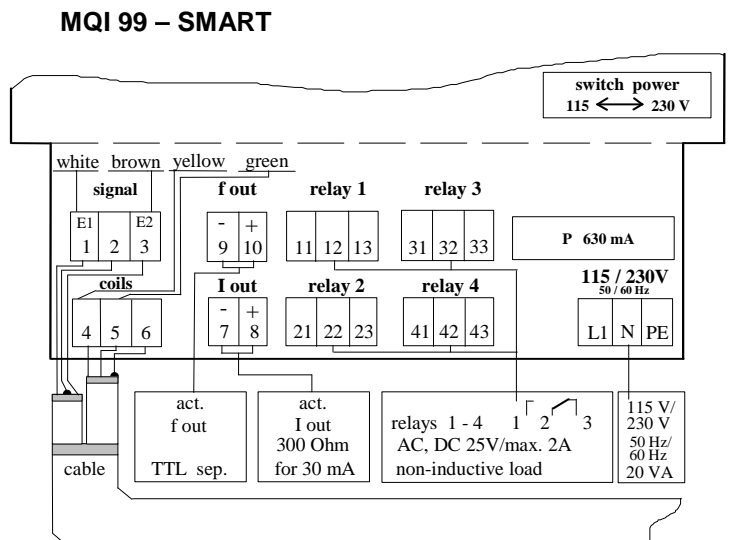 MQI 99 – SMART
switch power
115 230 V
white brown yellow green
signal f out relay 1 relay 3
E1 E2
1 2 3
- +
9 10
11 12 13
31 32 33
P 630 mA
coils I out relay 2 relay 4
115 / 230V
50 / 60 Hz
4 5 6
- +
7 8
21 22 23
41 42 43
L1 N PE
cable
act.
f out
TTL sep.
act.
I out
300 Ohm
for 30 mA
relays 1 - 4 1 2 3
AC, DC 25V/max. 2A
non-inductive load
115 V/
230 V
50 Hz/
60 Hz
20 VA